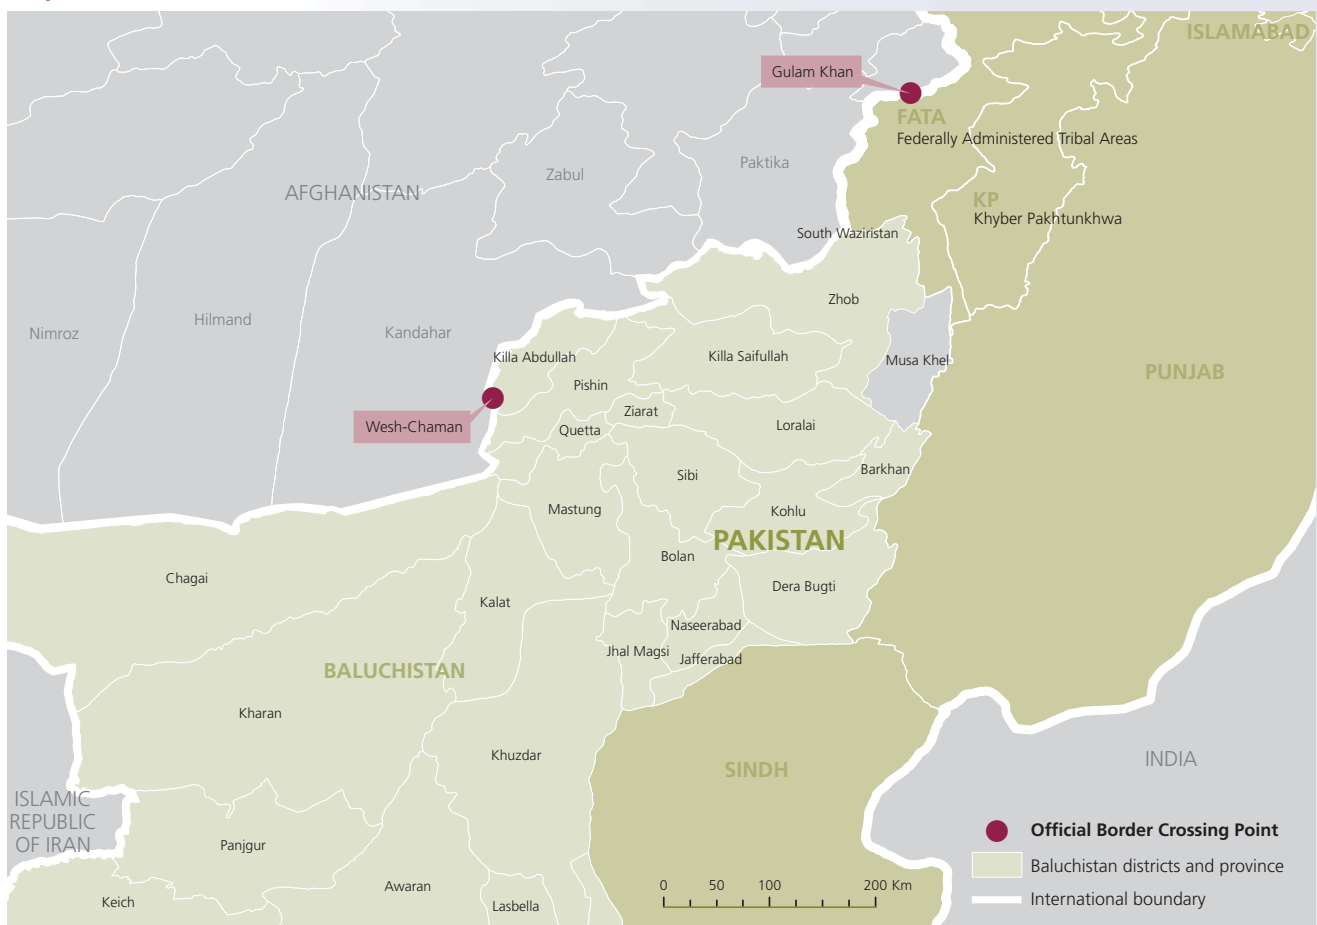 ISLAMABAD
Gulam Khan
FATA
Federally Administered Tribal Areas
Paktika
Zabul
AFGHANISTAN
KP
Khyber Pakhtunkhwa
South Waziristan
Zhob
Hilmand
Nimroz
Kandahar
Killa Abdullah
Killa Saifullah
Musa Khel
PUNJAB
Pishin
Ziarat
Wesh-Chaman
Quetta
Loralai
Barkhan
Sibi
Mastung
Kohlu
PAKISTAN
Bolan
Chagai
Dera Bugti
Kalat
Naseerabad
Jhal Magsi
Jafferabad
BALUCHISTAN
Kharan
Khuzdar
SINDH
INDIA
ISLAMIC
REPUBLIC
OF IRAN
Panjgur
Awaran
Keich
Lasbella
0 50 100 200 Km
Official Border Crossing Point
Baluchistan districts and province
International boundary